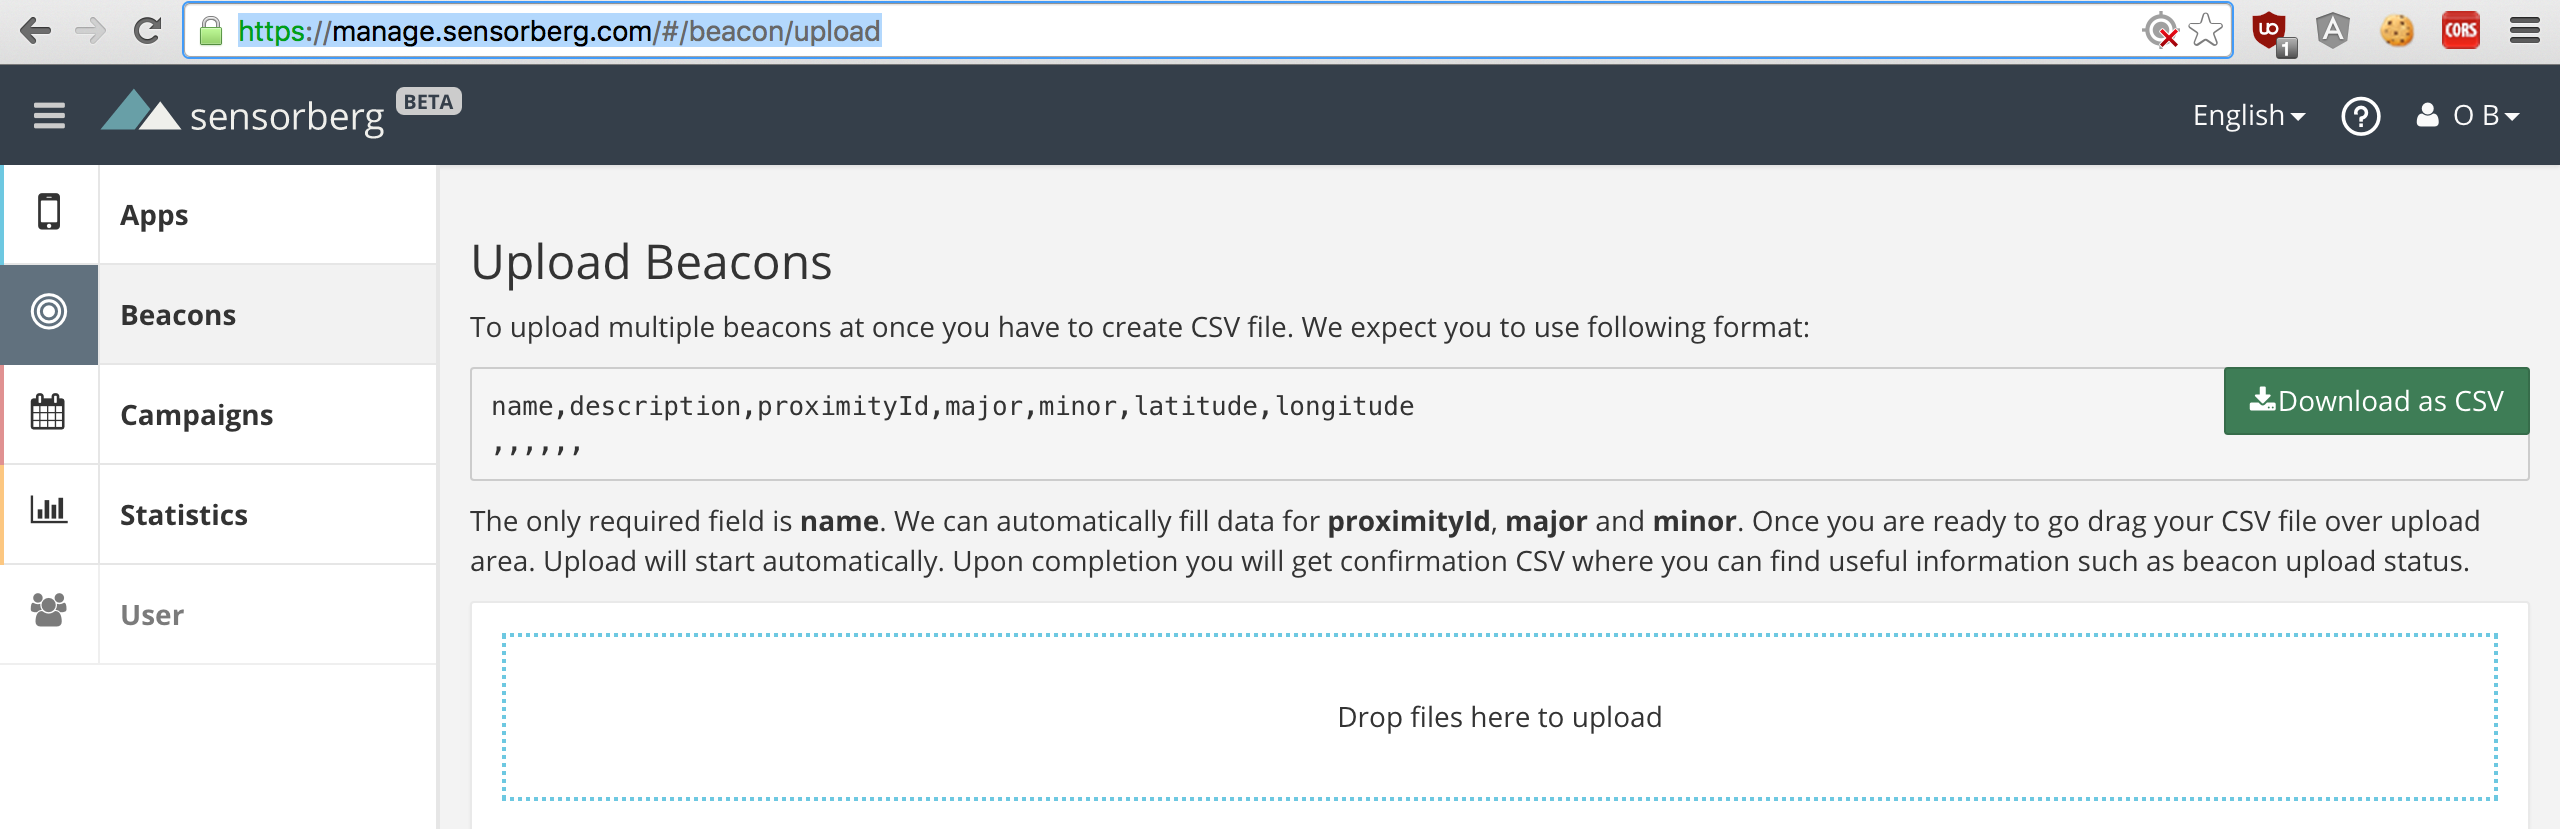 https://manage.sensorberg.com/#/beacon/upload
UO
1
A
CORS
sensorberg BETA
English
?
O B
Apps
Beacons
Campaigns
Statistics
User
Upload Beacons
To upload multiple beacons at once you have to create CSV file. We expect you to use following format:
name,description,proximityId,major,minor,latitude,longitude
,,,,,,
Download as CSV
The only required field is name. We can automatically fill data for proximityId, major and minor. Once you are ready to go drag your CSV file over upload
area. Upload will start automatically. Upon completion you will get confirmation CSV where you can find useful information such as beacon upload status.
Drop files here to upload